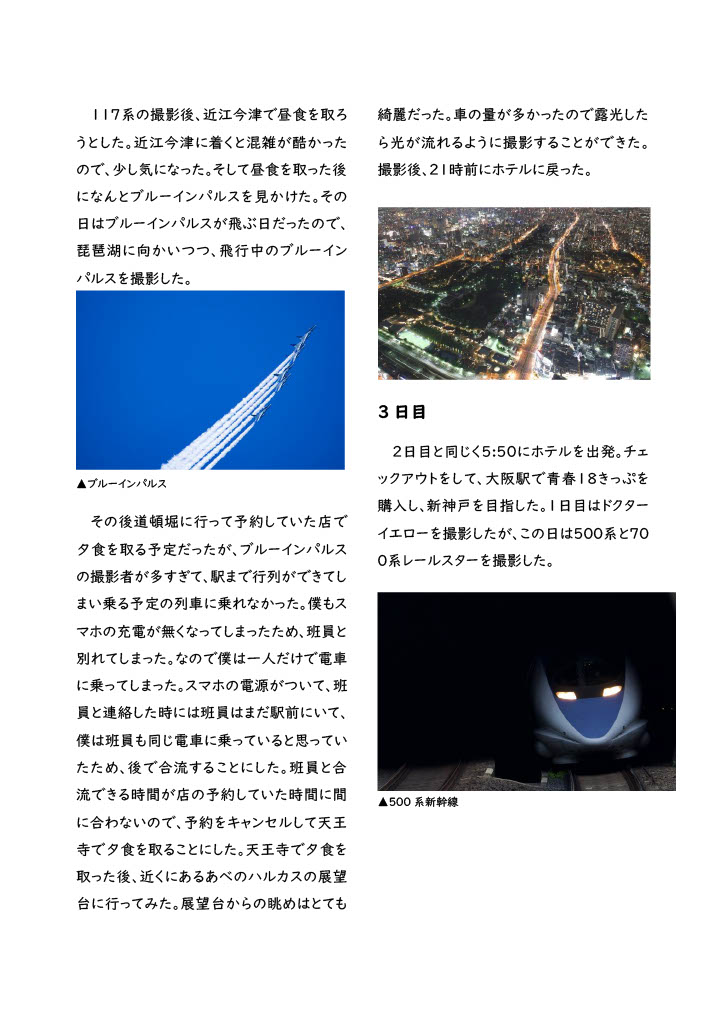 117系の撮影後、近江今津で昼食を取ろ
うとした。近江今津に着くと混雑が酷かった
ので、少し気になった。そして昼食を取った後
になんとブルーインパルスを見かけた。その
日はブルーインパルスが飛ぶ日だったので、
琵琶湖に向かいつつ、飛行中のブルーイン
パルスを撮影した。
▲ブルーインパルス
その後道頓堀に行って予約していた店で
夕食を取る予定だったが、ブルーインパルス
の撮影者が多すぎて、駅まで行列ができてし
まい乗る予定の列車に乗れなかった。僕もス
マホの充電が無くなってしまったため、班員と
別れてしまった。なので僕は一人だけで電車
に乗ってしまった。スマホの電源がついて、班
員と連絡した時には班員はまだ駅前にいて、
僕は班員も同じ電車に乗っていると思ってい
たため、後で合流することにした。班員と合
流できる時間が店の予約していた時間に間
に合わないので、予約をキャンセルして天王
寺で夕食を取ることにした。天王寺で夕食を
取った後、近くにあるあべのハルカスの展望
台に行ってみた。展望台からの眺めはとても
綺麗だった。車の量が多かったので露光した
ら光が流れるように撮影することができた。
撮影後、21時前にホテルに戻った。
3日目
2日目と同じく5:50にホテルを出発。チェ
ックアウトをして、大阪駅で青春18きっぷを
購入し、新神戸を目指した。1日目はドクター
イエローを撮影したが、この日は500系と70
0系レールスターを撮影した。
▲500 系新幹線